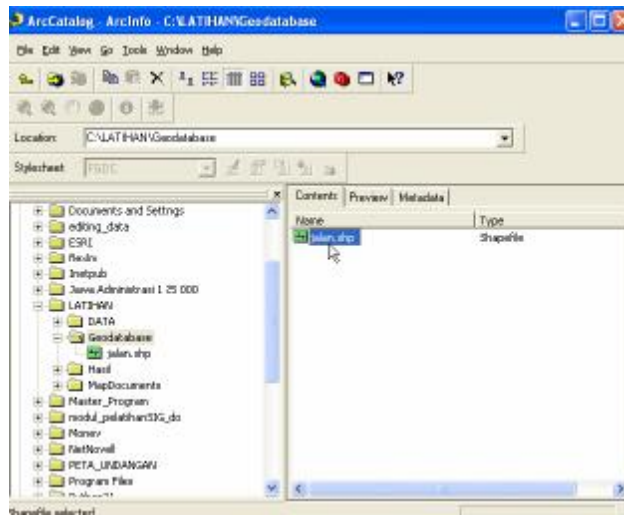 ArcCatalog - ArcInfo - C:\LATIHAN\Geodatabase
File Edit View Go Tools Window Help
Location: C:\LATIHAN\Geodatabase
Stylesheet: FGDC
Contents Preview Metadata
Name Type
jalan.shp Shapefile
Documents and Settings
editing_data
ESRI
flexlm
Inetpub
Jawa Administrasi 1 25 000
LATIHAN
DATA
Geodatabase
jalan.shp
Hasil
MapDocuments
Master_Program
modul_pelatihanSIG_do
Monev
NetNovell
PETA_UNDANGAN
Program Files
Shapefile selected